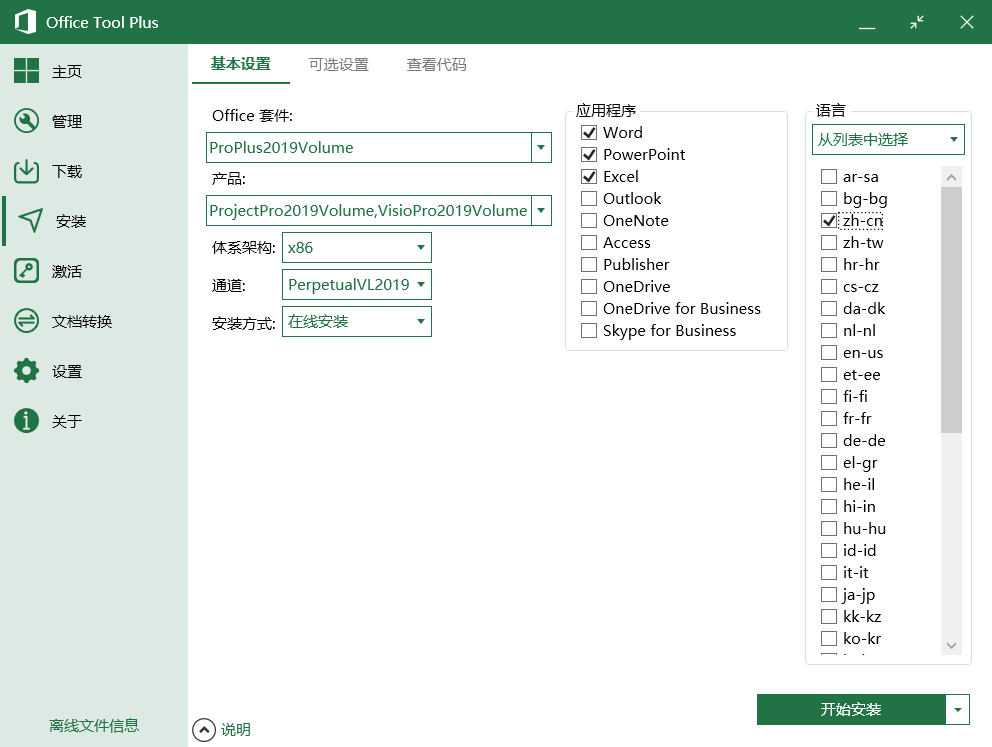 Office Tool Plus
主页
管理
下载
安装
激活
文档转换
设置
关于
离线文件信息
基本设置 可选设置 查看代码
Office 套件:
ProPlus2019Volume
产品:
ProjectPro2019Volume,VisioPro2019Volume
体系架构: x86
通道: PerpetualVL2019
安装方式: 在线安装
应用程序
Word
PowerPoint
Excel
Outlook
OneNote
Access
Publisher
OneDrive
OneDrive for Business
Skype for Business
语言
从列表中选择
ar-sa
bg-bg
zh-cn
zh-tw
hr-hr
cs-cz
da-dk
nl-nl
en-us
et-ee
fi-fi
fr-fr
de-de
el-gr
he-il
hi-in
hu-hu
id-id
it-it
ja-jp
kk-kz
ko-kr
说明
开始安装